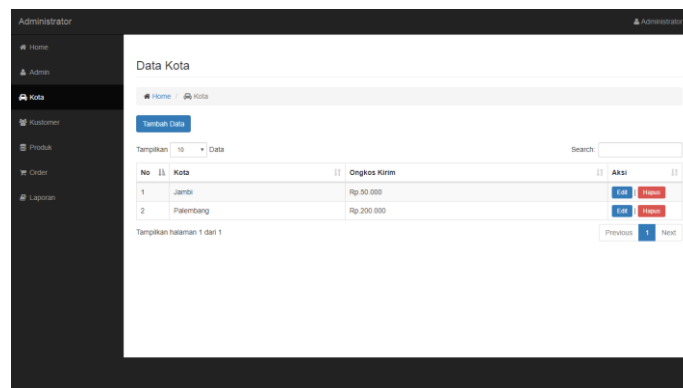 Administrator
Administrator
Home
Admin
Kota
Kustomer
Produk
Order
Laporan
Data Kota
Home / Kota
Tambah Data
Tampilkan 10 Data
Search:
No Kota Ongkos Kirim Aksi
1 Jambi Rp.50.000 Edit | Hapus
2 Palembang Rp.200.000 Edit | Hapus
Tampilkan halaman 1 dari 1
Previous 1 Next